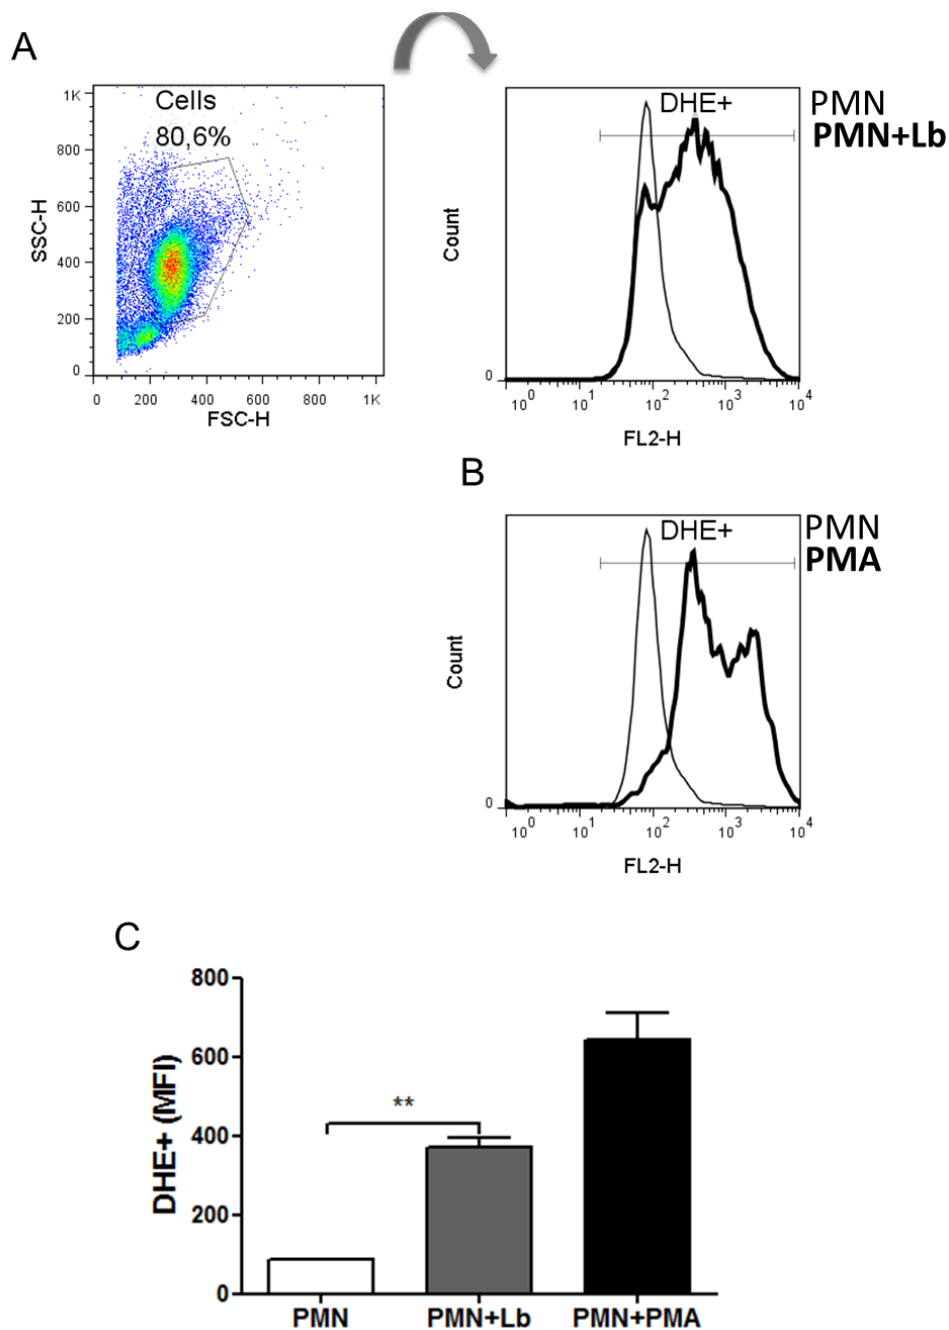 A
Cells
80,6%
1K
800
600
400
200
0
SSC-H
0 200 400 600 800 1K
FSC-H
DHE+
PMN
PMN+Lb
Count
0
10^0 10^1 10^2 10^3 10^4
FL2-H
B
DHE+
PMN
PMA
Count
0
10^0 10^1 10^2 10^3 10^4
FL2-H
C
800
600
400
200
0
DHE+ (MFI)
**
PMN PMN+Lb PMN+PMA